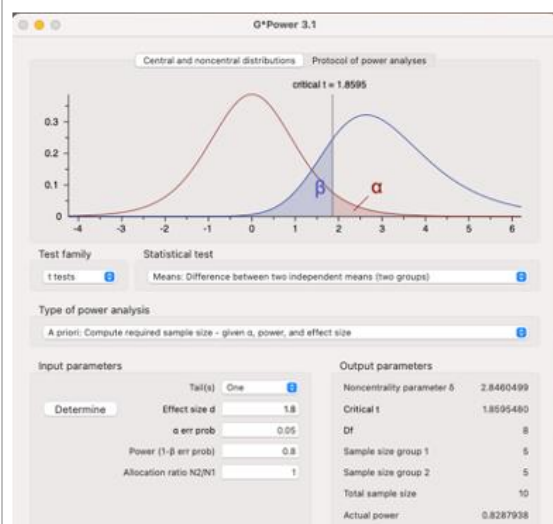 G*Power 3.1
Central and noncentral distributions Protocol of power analyses
critical t = 1.8595
0.3
0.2
β α
0.1
0
-4 -3 -2 -1 0 1 2 3 4 5 6
Test family Statistical test
t tests Means: Difference between two independent means (two groups)
Type of power analysis
A priori: Compute required sample size - given α, power, and effect size
Input parameters Output parameters
Tail(s) One Noncentrality parameter δ 2.8460499
Determine Effect size d 1.8 Critical t 1.8595480
α err prob 0.05 Df 8
Power (1-β err prob) 0.8 Sample size group 1 5
Allocation ratio N2/N1 1 Sample size group 2 5
Total sample size 10
Actual power 0.8287938